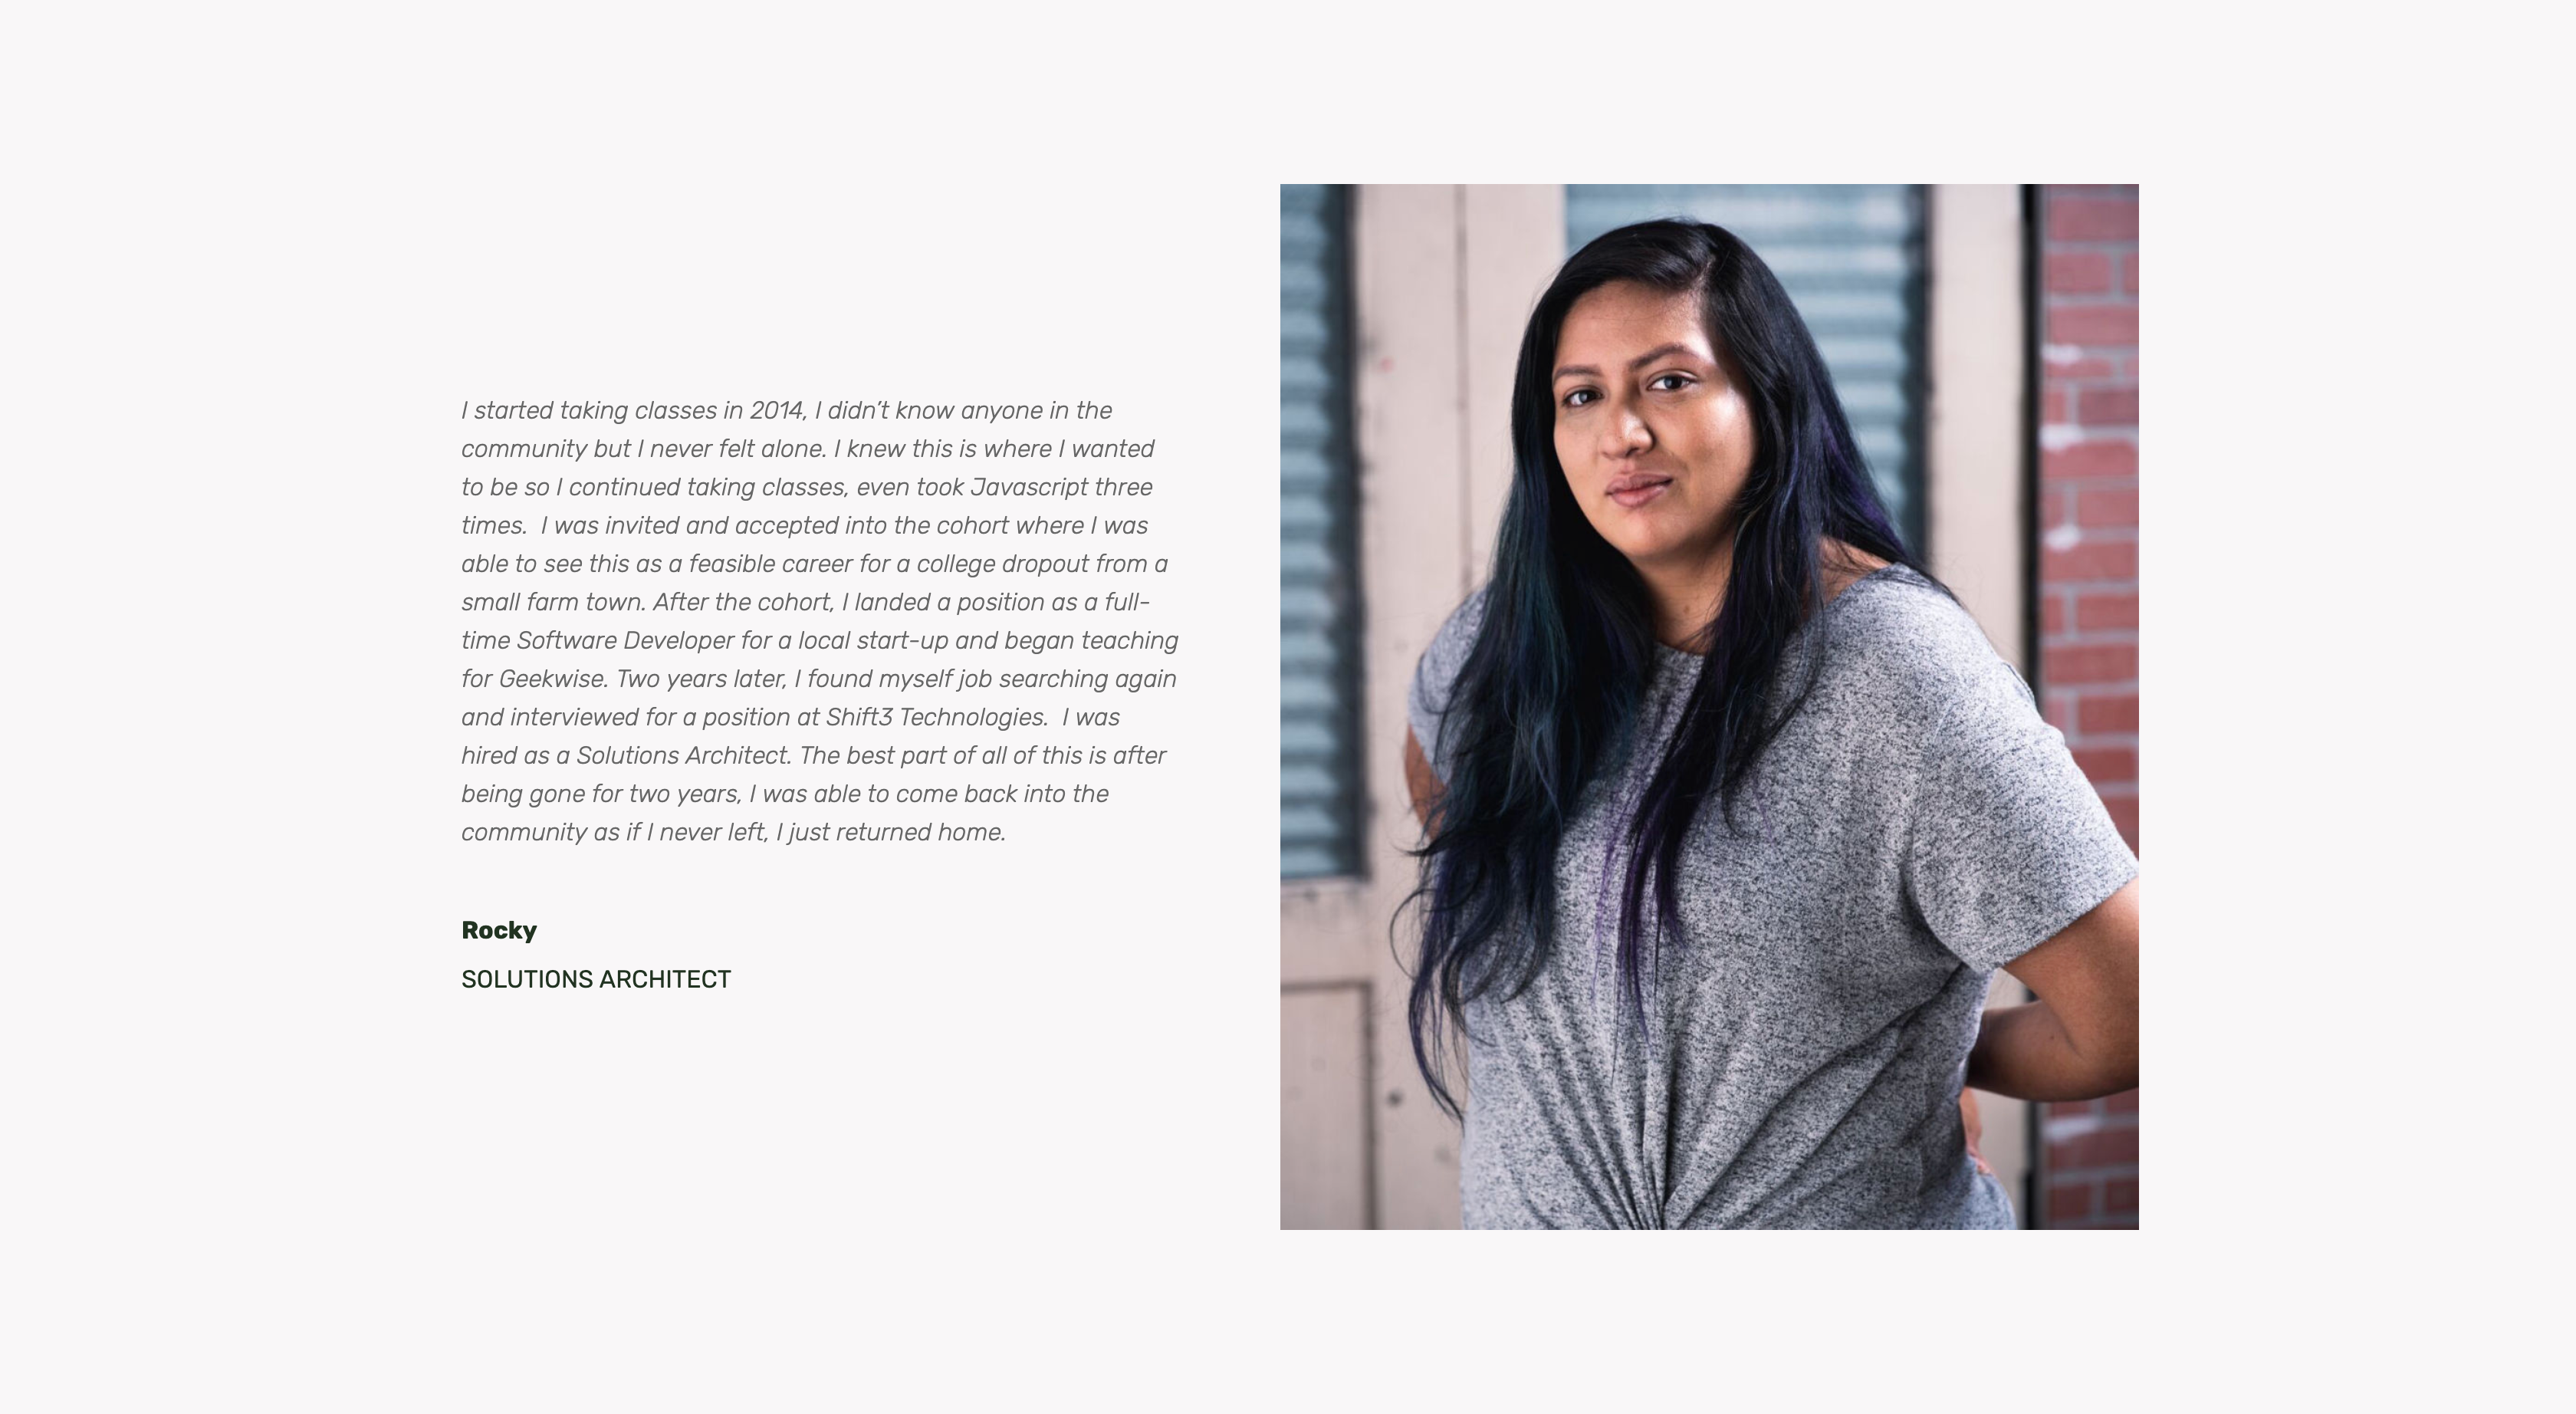 I started taking classes in 2014, I didn’t know anyone in the
community but I never felt alone. I knew this is where I wanted
to be so I continued taking classes, even took Javascript three
times.  I was invited and accepted into the cohort where I was
able to see this as a feasible career for a college dropout from a
small farm town. After the cohort, I landed a position as a full-
time Software Developer for a local start-up and began teaching
for Geekwise. Two years later, I found myself job searching again
and interviewed for a position at Shift3 Technologies.  I was
hired as a Solutions Architect. The best part of all of this is after
being gone for two years, I was able to come back into the
community as if I never left, I just returned home.
Rocky
SOLUTIONS ARCHITECT